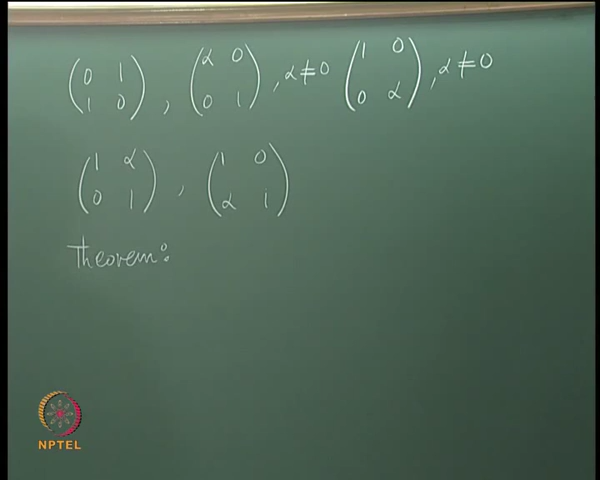 (0 1 1 0), (α 0 0 1), α≠0 (1 0 0 α), α≠0
(1 α 0 1), (1 0 α 1)
Theorem:
NPTEL